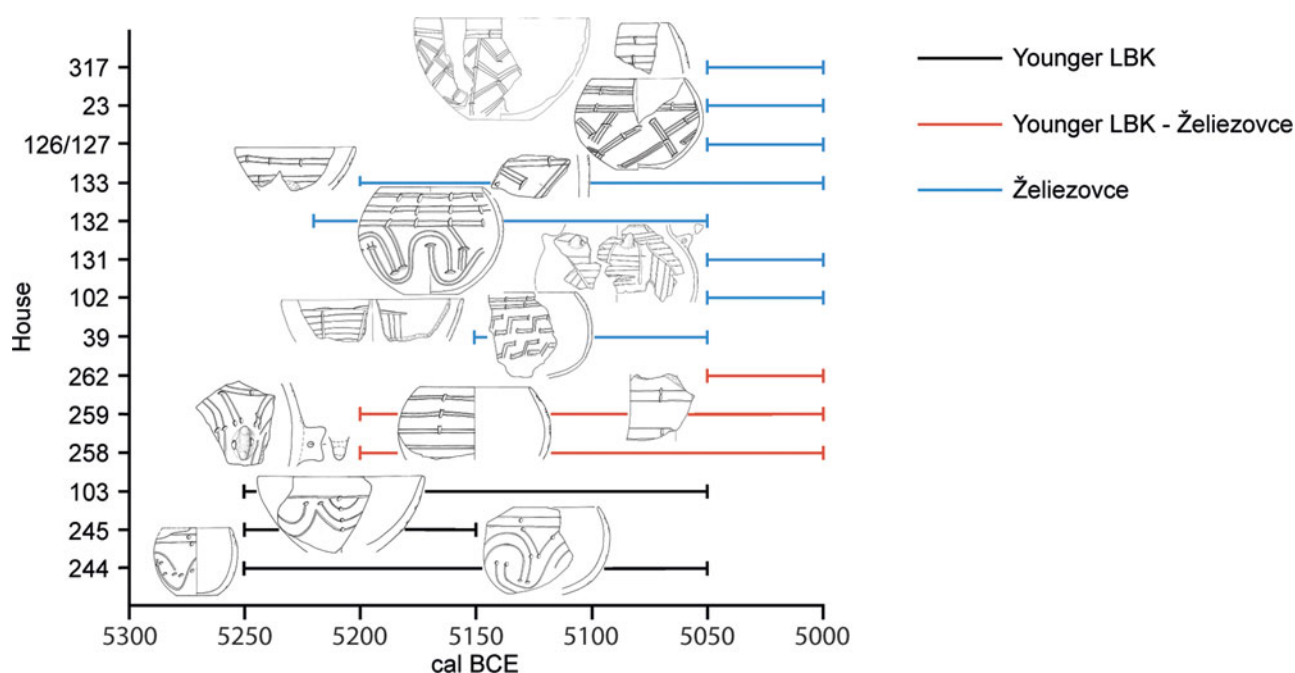 317
23
126/127
133
132
131
102
39
262
259
258
103
245
244
House
5300 5250 5200 5150 5100 5050 5000
cal BCE
Younger LBK
Younger LBK - Želiezovce
Želiezovce